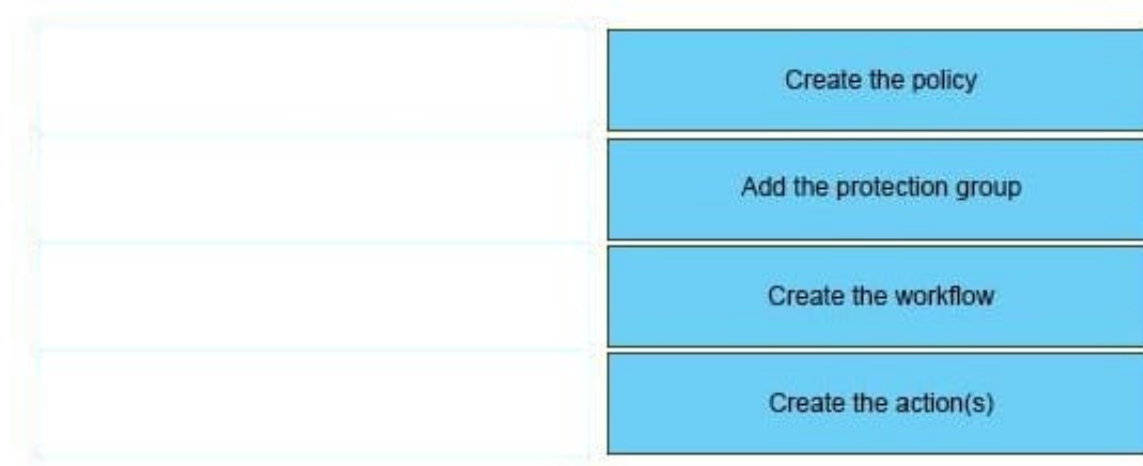 Create the policy
Add the protection group
Create the workflow
Create the action(s)